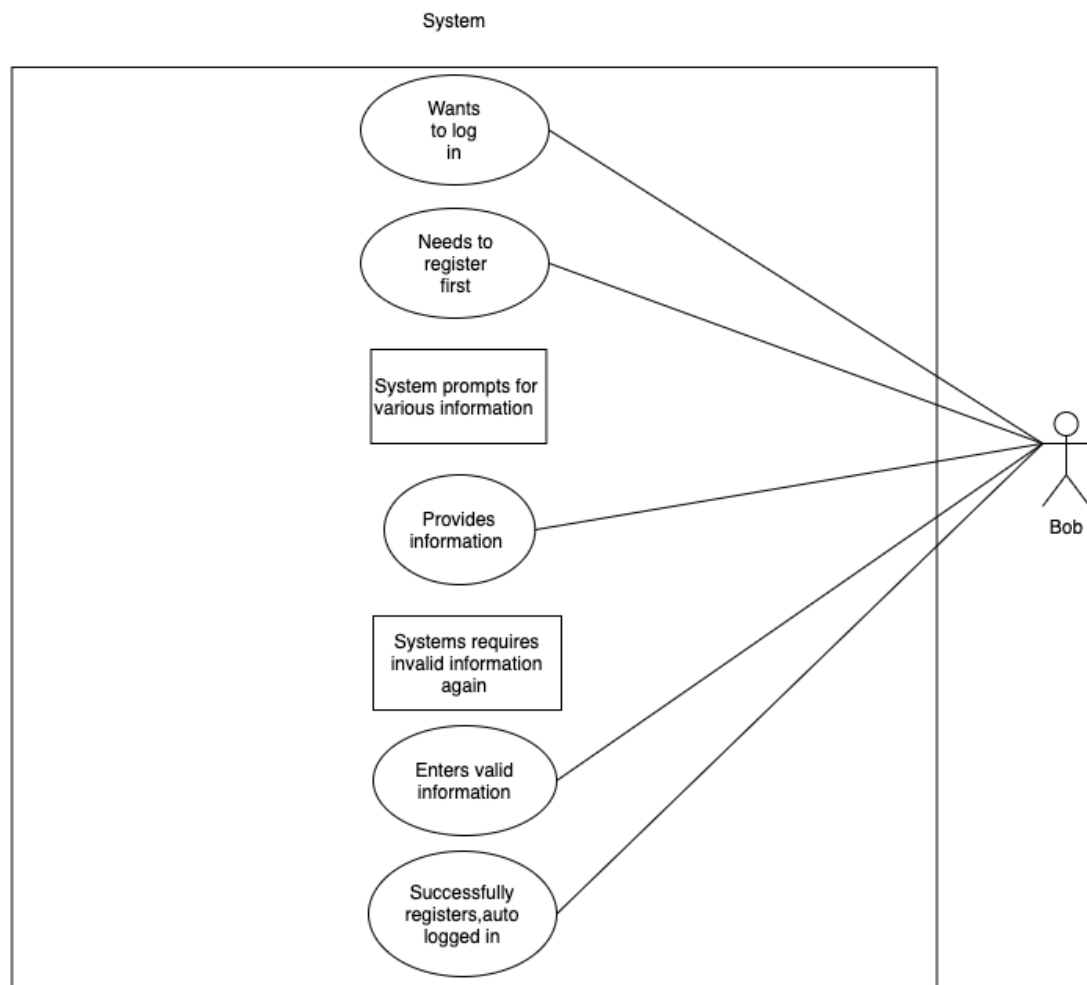 System
Wants
to log
in
Needs to
register
first
System prompts for
various information
Provides
information
Systems requires
invalid information
again
Enters valid
information
Successfully
registers,auto
logged in
Bob